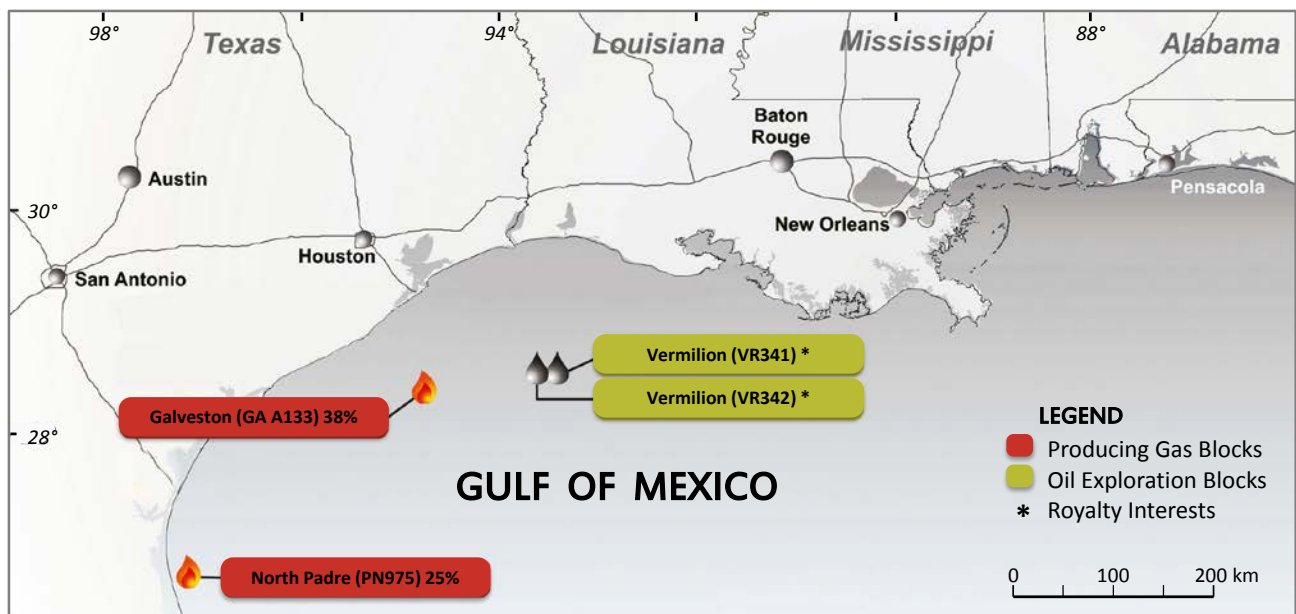 98°
94°
88°
Texas
Louisiana
Mississippi
Alabama
Baton
Rouge
Austin
Pensacola
30°
New Orleans
Houston
San Antonio
Vermilion (VR341) *
Vermilion (VR342) *
Galveston (GA A133) 38%
28°
LEGEND
Producing Gas Blocks
Oil Exploration Blocks
* Royalty Interests
GULF OF MEXICO
North Padre (PN975) 25%
0 100 200 km